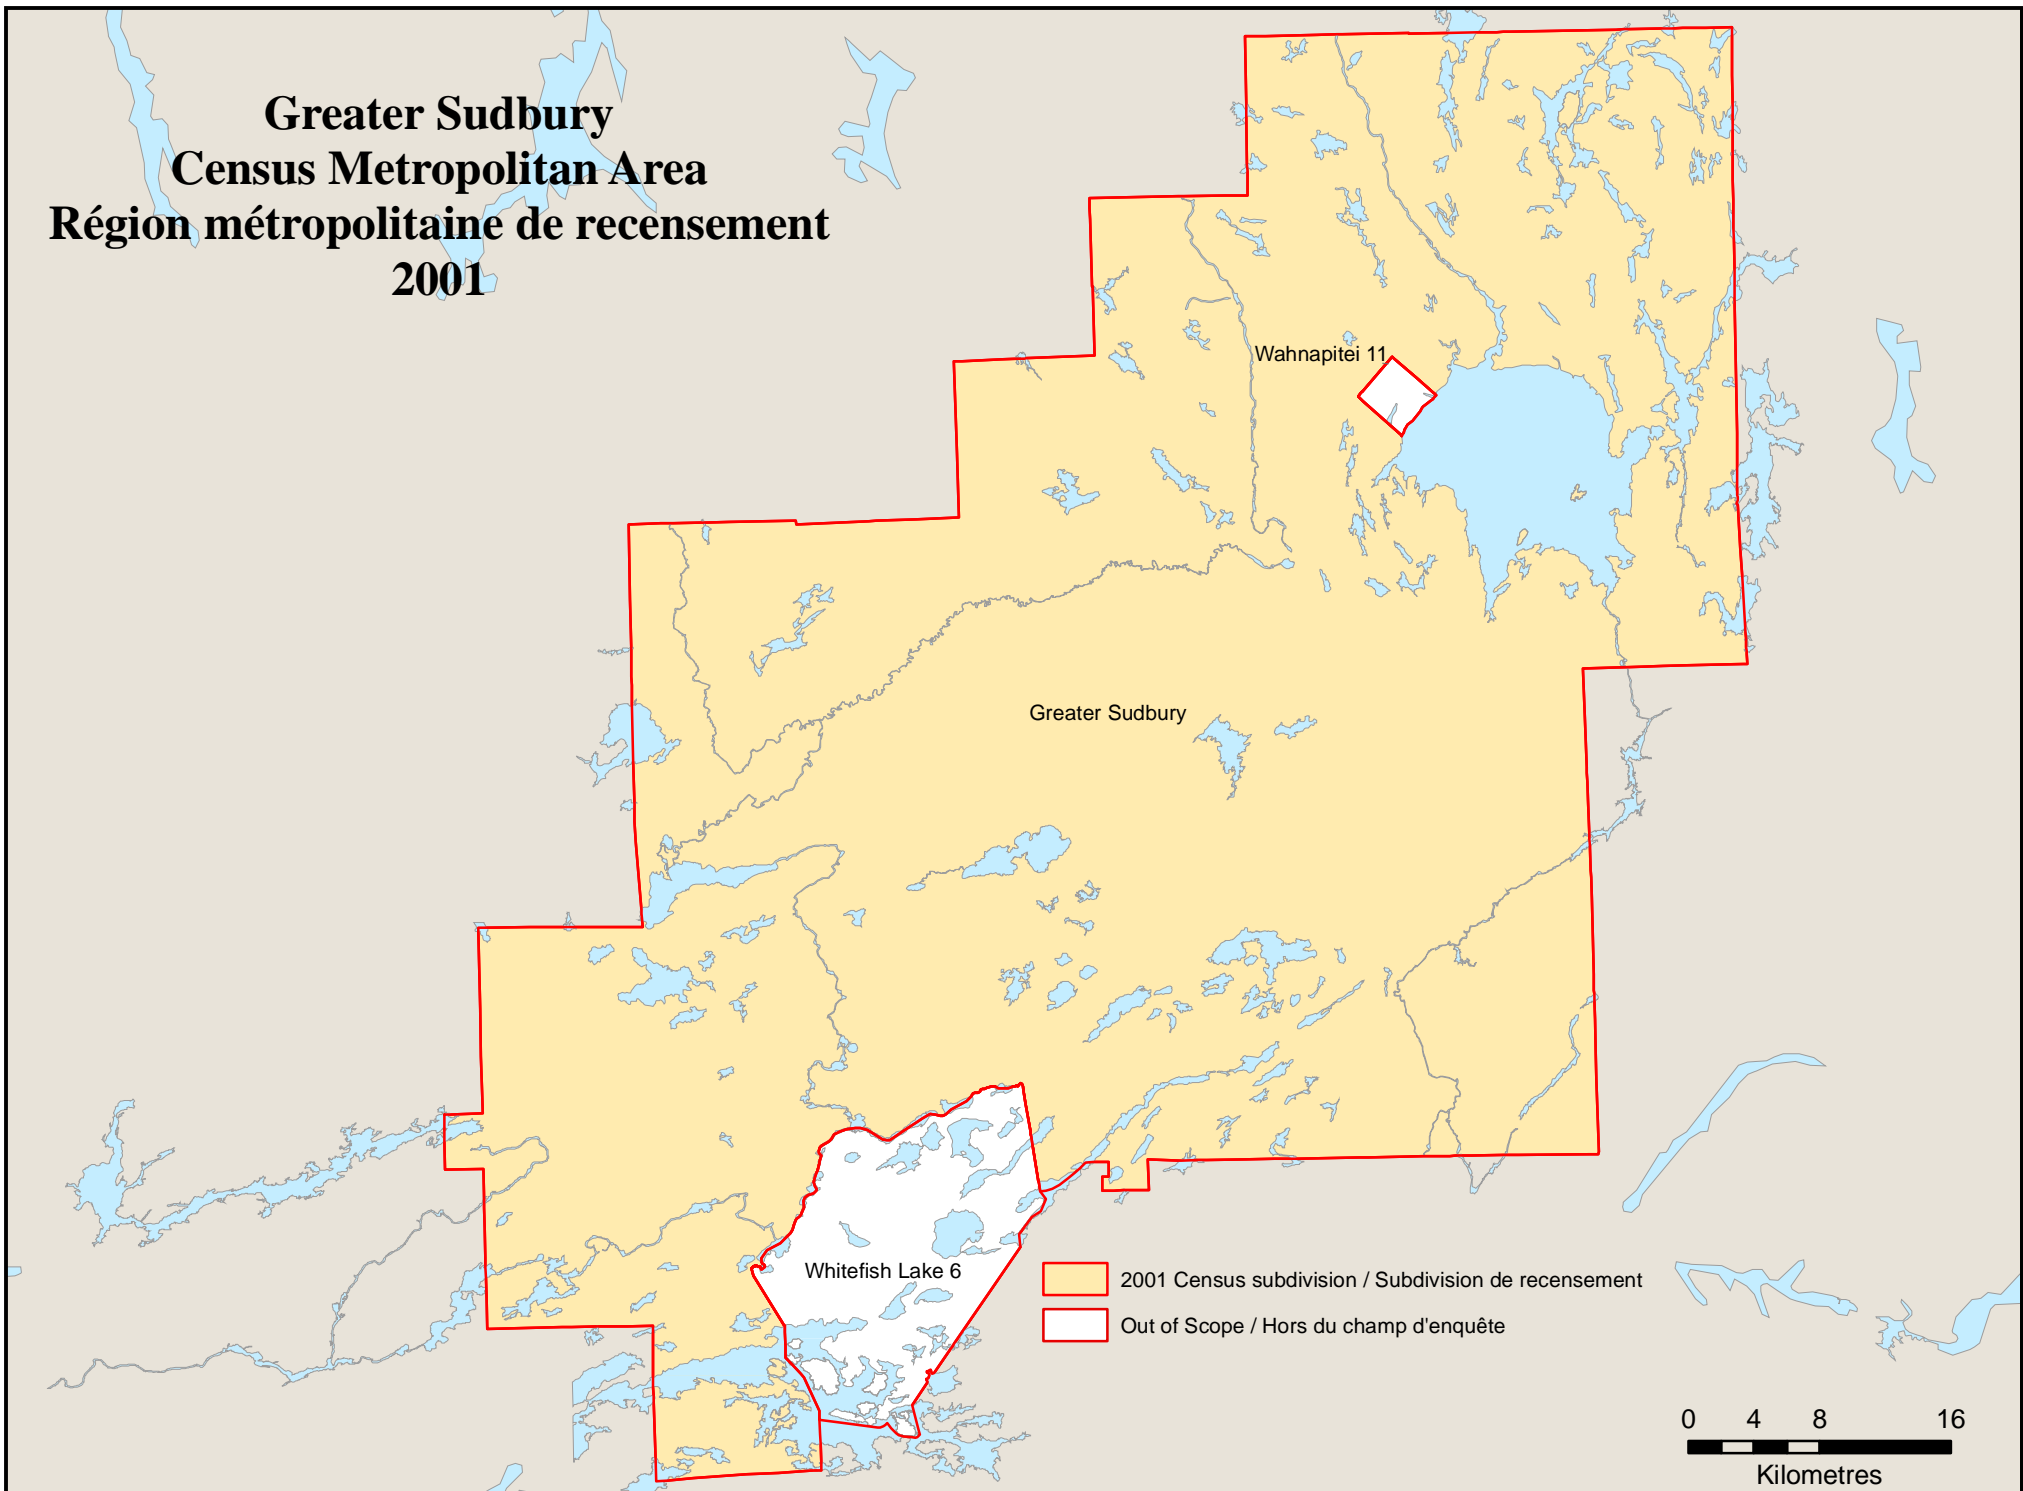 Greater Sudbury
Census Metropolitan Area
Région métropolitaine de recensement
2001
Wahnapitei 11
Greater Sudbury
Whitefish Lake 6
2001 Census subdivision / Subdivision de recensement
Out of Scope / Hors du champ d'enquête
0 4 8 16
Kilometres